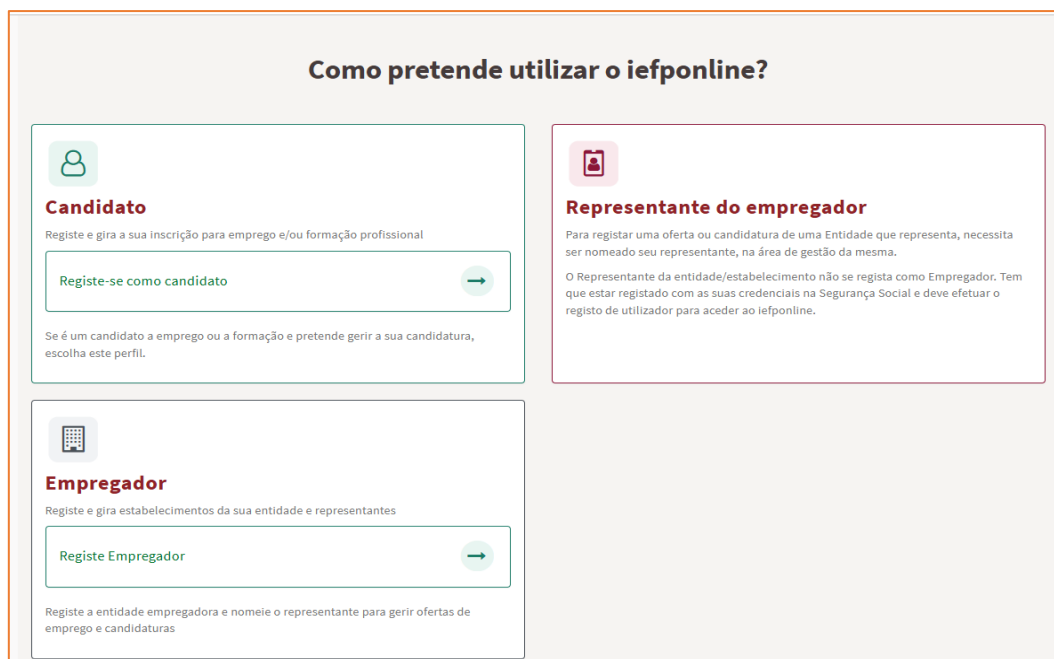 Como pretende utilizar o iefponline?
Candidato
Registe e gira a sua inscrição para emprego e/ou formação profissional
Registe-se como candidato
Se é um candidato a emprego ou a formação e pretende gerir a sua candidatura,
escolha este perfil.
Representante do empregador
Para registar uma oferta ou candidatura de uma Entidade que representa, necessita
ser nomeado seu representante, na área de gestão da mesma.
O Representante da entidade/estabelecimento não se regista como Empregador. Tem
que estar registado com as suas credenciais na Segurança Social e deve efetuar o
registo de utilizador para aceder ao iefponline.
Empregador
Registe e gira estabelecimentos da sua entidade e representantes
Registe Empregador
Registe a entidade empregadora e nomeie o representante para gerir ofertas de
emprego e candidaturas